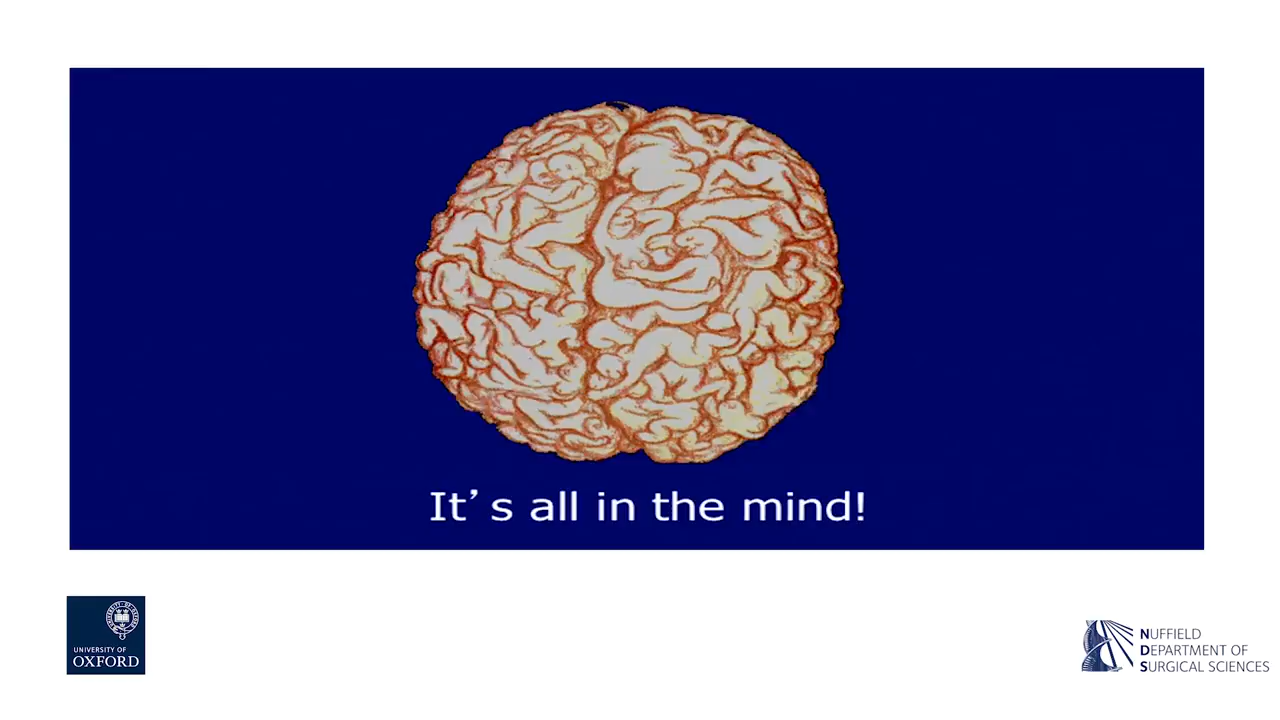 It's all in the mind!
UNIVERSITY OF
OXFORD
NUFFIELD
DEPARTMENT OF
SURGICAL SCIENCES